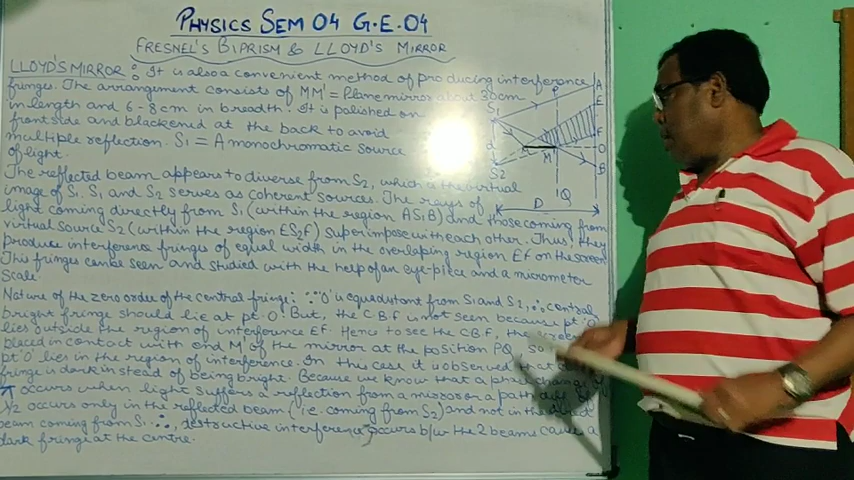 PHYSICS SEM 04 G.E.04
FRESNEL'S BIPRISM & LLOYD'S MIRROR
LLOYD'S MIRROR: It is also a convenient method of producing interference
fringes. The arrangement consists of MM' = Plane mirror about 30cm
in length and 6-8cm in breadth. It is polished on
front side and blackened at the back to avoid
multiple reflection. S1 = A monochromatic source
of light.
The reflected beam appears to diverse from S2, which is the virtual
image of S1. S1 and S2 serves as coherent sources. The rays of
light coming directly from S1 (within the region AS1B) and those coming from
virtual source S2 (within the region ES2F) superimpose with each other. Thus, they
produce interference fringes of equal width in the overlaping region EF on the screen
This fringes can be seen and studied with the help of an eye-piece and a micrometer
scale
Nature of the zero order of the central fringe: ∵ 'O' is equidistant from S1 and S2, ∴ central
bright fringe should lie at pt. 'O'. But, the C.B.F is not seen because pt. 'O'
lies outside the region of interference EF. Hence to see the C.B.F, the screen
placed in contact with end M' of the mirror at the position PQ, so
pt 'O' lies in the region of interference. In this case it is observed that
fringe is dark instead of being bright. Because we know that a phase change of
π occurs when light suffers a reflection from a mirror or a path diff of
λ/2 occurs only in the reflected beam (i.e. coming from S2) and not in the direct
beam coming from S1. ∴, destructive interference occurs b/w the 2 beams causes a
dark fringe at the centre.
P
A
E
S1
F
d
O
M'
S2
B
Q
D